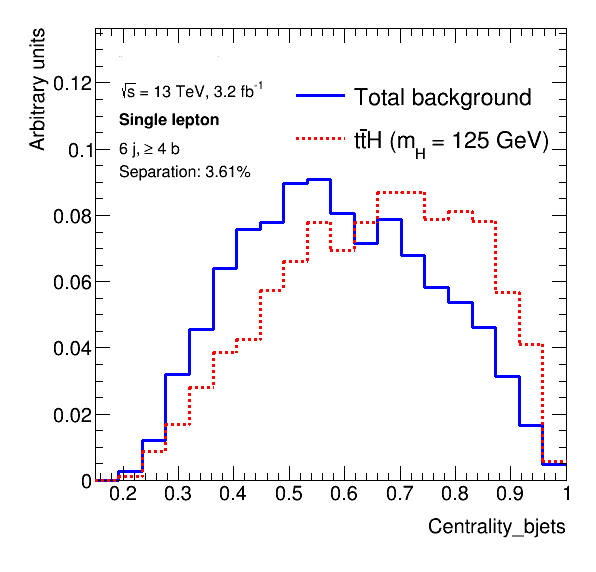 Arbitrary units
0.12
0.1
0.08
0.06
0.04
0.02
0
√s = 13 TeV, 3.2 fb⁻¹
Single lepton
6 j, ≥ 4 b
Separation: 3.61%
Total background
tt̄H (m_H = 125 GeV)
0.2 0.3 0.4 0.5 0.6 0.7 0.8 0.9 1
Centrality_bjets